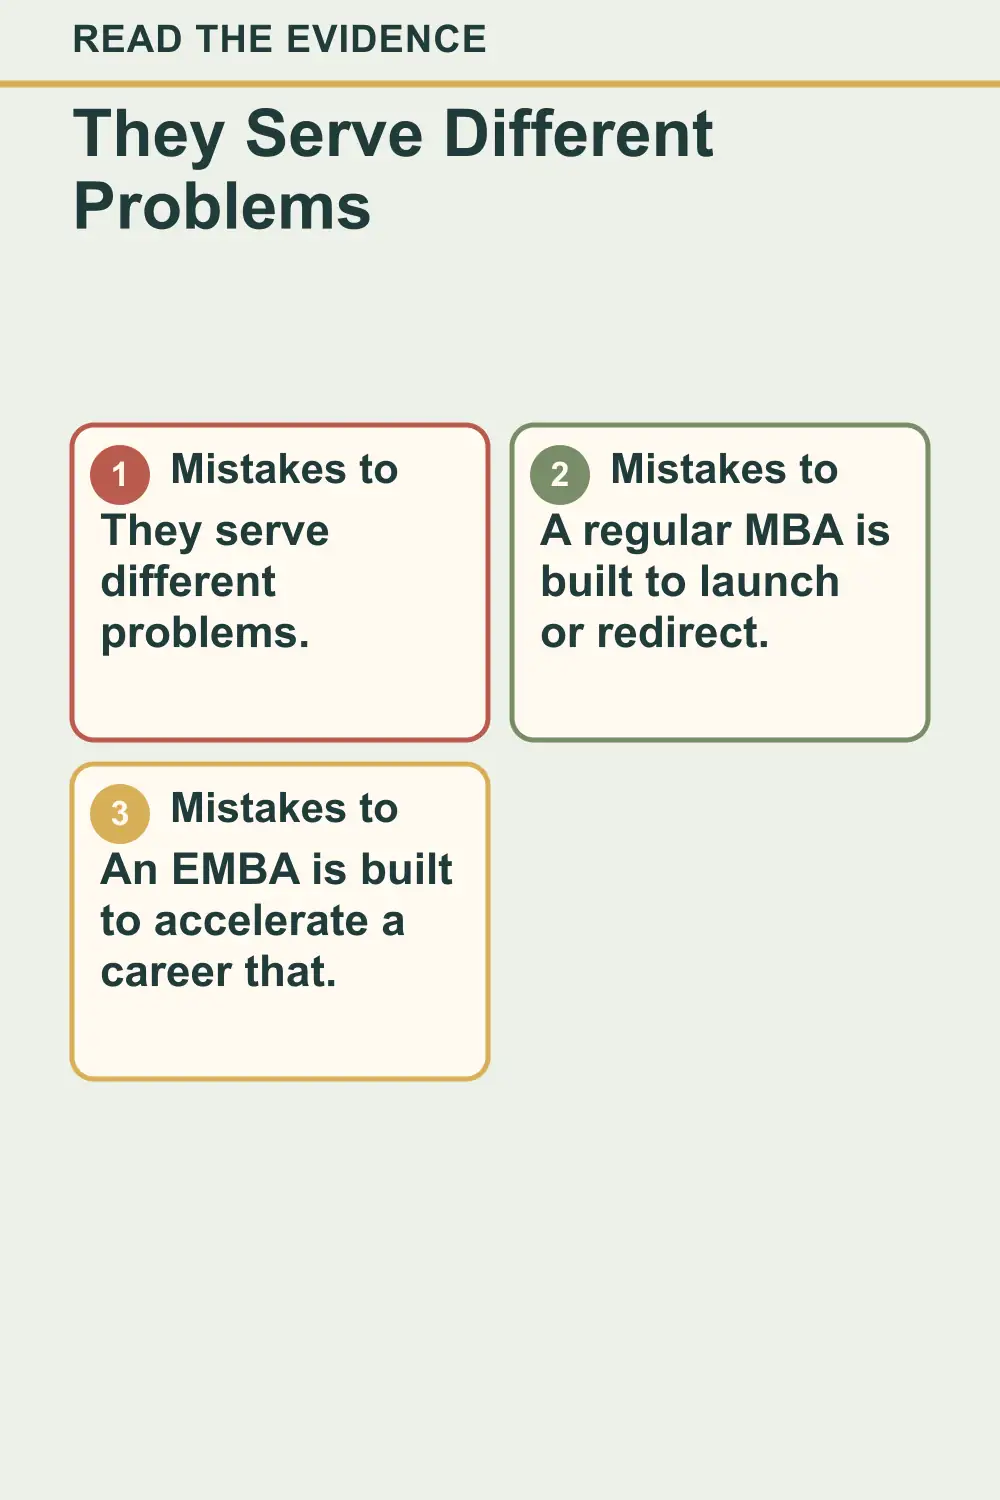 READ THE EVIDENCE
They Serve Different
Problems
1 Mistakes to
They serve
different
problems.
2 Mistakes to
A regular MBA is
built to launch
or redirect.
3 Mistakes to
An EMBA is built
to accelerate a
career that.